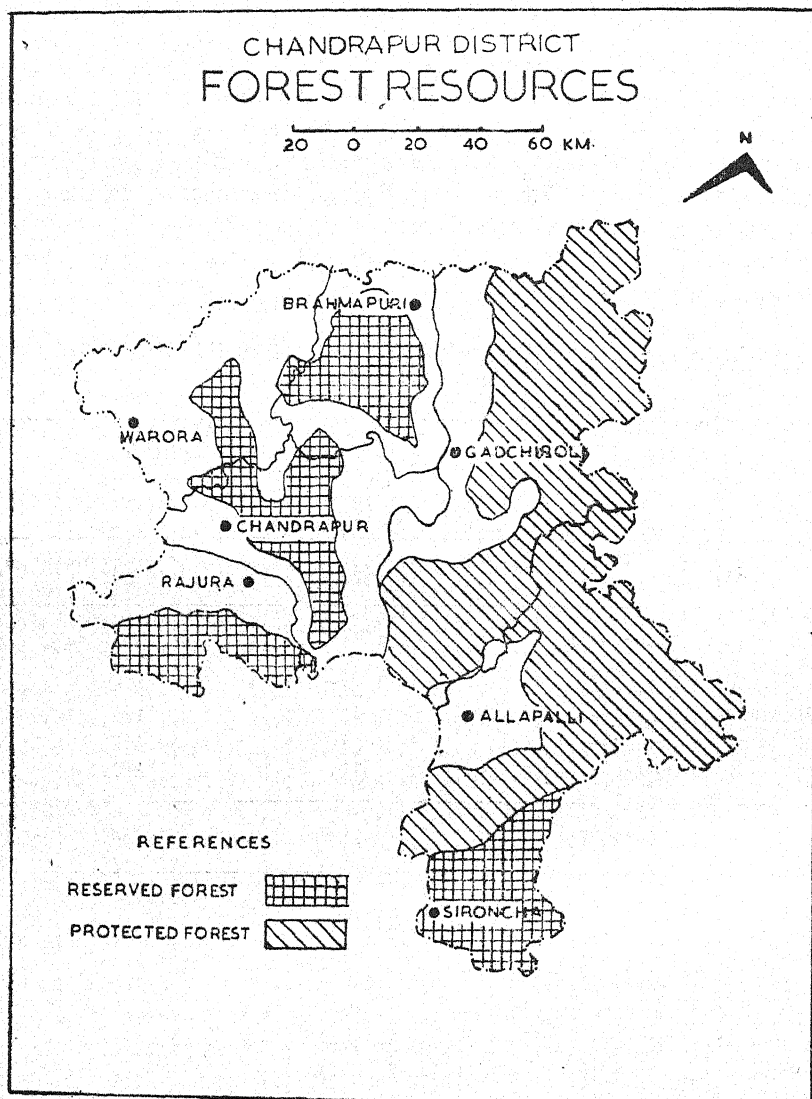 CHANDRAPUR DISTRICT
FOREST RESOURCES
20 0 20 40 60 KM.
N
BRAHMAPURI
WARORA
GADCHIROLI
CHANDRAPUR
RAJURA
ALLAPALLI
REFERENCES
RESERVED FOREST
SIRONCHA
PROTECTED FOREST